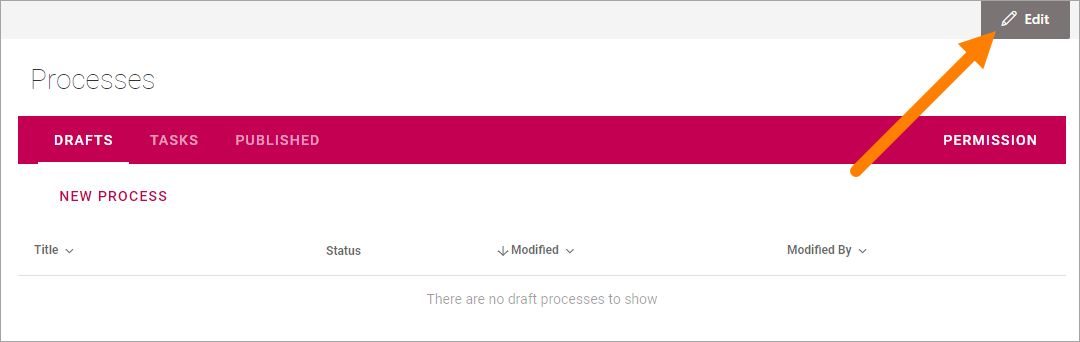 Edit
Processes
DRAFTS TASKS PUBLISHED PERMISSION
NEW PROCESS
Title Status Modified Modified By
There are no draft processes to show